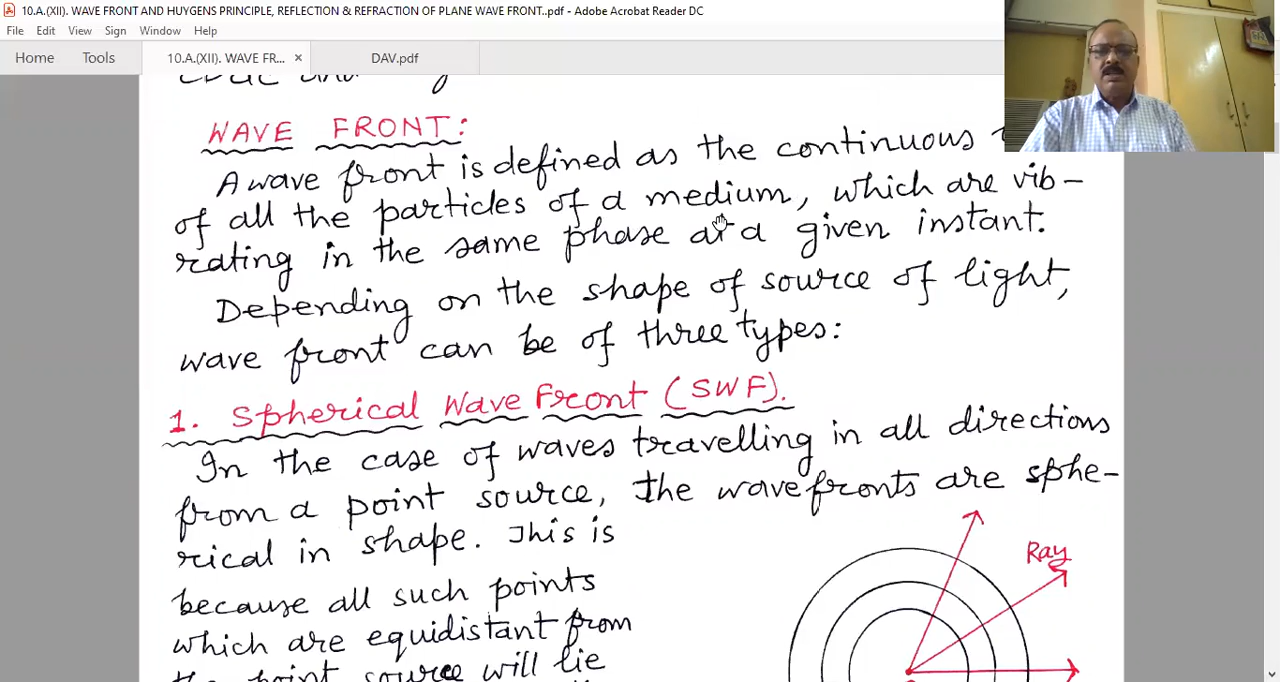 10.A.(XII). WAVE FRONT AND HUYGENS PRINCIPLE, REFLECTION & REFRACTION OF PLANE WAVE FRONT..pdf - Adobe Acrobat Reader DC
File Edit View Sign Window Help
Home Tools 10.A.(XII). WAVE FR... × DAV.pdf
WAVE FRONT:
A wave front is defined as the continuous
of all the particles of a medium, which are vib-
rating in the same phase at a given instant.
Depending on the shape of source of light,
wave front can be of three types:
1. Spherical Wave Front (SWF).
In the case of waves travelling in all directions
from a point source, the wavefronts are sphe-
rical in shape. This is
because all such points
which are equidistant from
the point source will lie
Ray